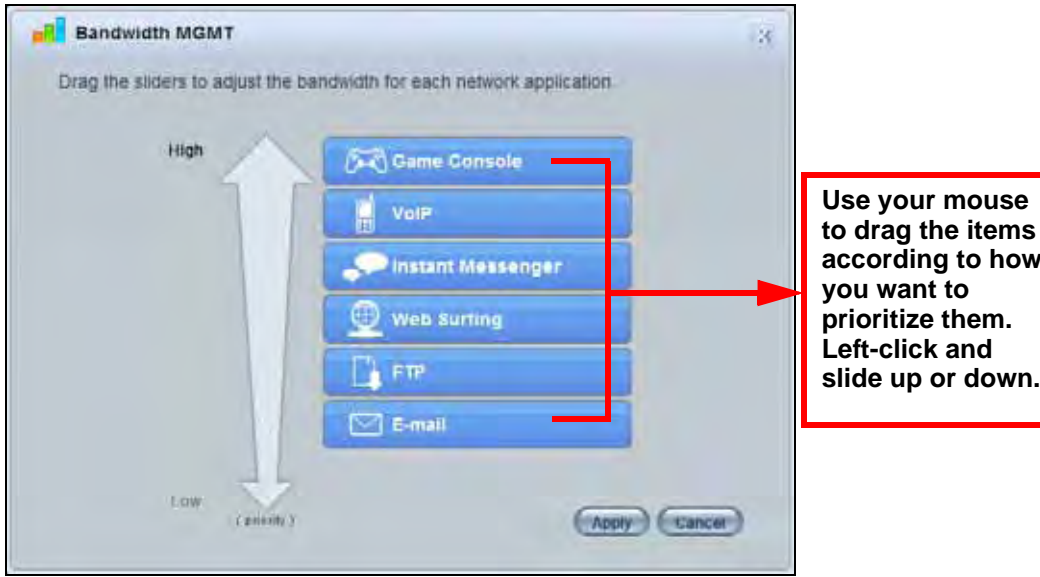 Bandwidth MGMT
Drag the sliders to adjust the bandwidth for each network application.
High
Game Console
VoIP
Instant Messenger
Web Surfing
FTP
E-mail
Low
( priority )
Apply
Cancel
Use your mouse
to drag the items
according to how
you want to
prioritize them.
Left-click and
slide up or down.